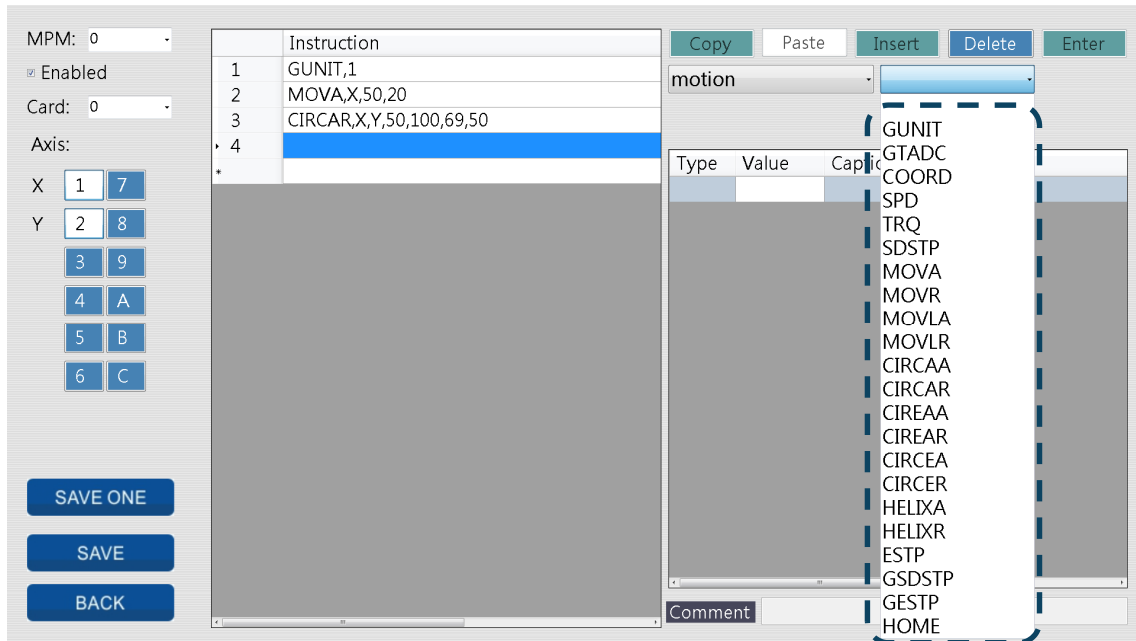 MPM: 0
Enabled
Card: 0
Axis:
X 1 7
Y 2 8
3 9
4 A
5 B
6 C
SAVE ONE
SAVE
BACK
Instruction
1 GUNIT,1
2 MOVA,X,50,20
3 CIRCAR,X,Y,50,100,69,50
4
*
Copy Paste Insert Delete Enter
motion
Type Value
GUNIT
GTADC
COORD
SPD
TRQ
SDSTP
MOVA
MOVR
MOVLA
MOVLR
CIRCAA
CIRCAR
CIREAA
CIREAR
CIRCEA
CIRCER
HELIXA
HELIXR
ESTP
GSDSTP
GESTP
HOME
Comment